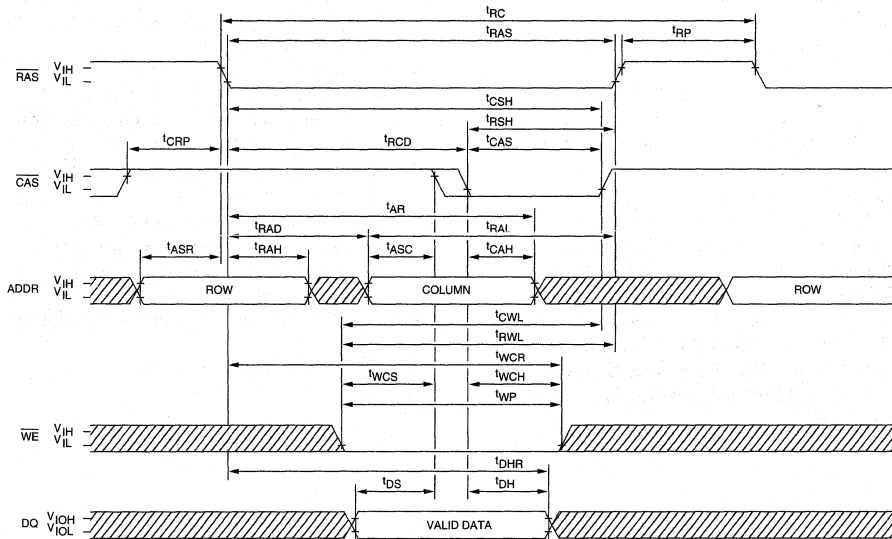 tRC
tRAS
tRP
RAS VIH
VIL
tCSH
tRSH
tCRP tRCD tCAS
CAS VIH
VIL
tAR
tRAD tRAL
tASR tRAH tASC tCAH
ADDR VIH
VIL
ROW COLUMN ROW
tCWL
tRWL
tWCR
tWCS tWCH
tWP
WE VIH
VIL
tDHR
tDS tDH
DQ VIOH
VIOL
VALID DATA